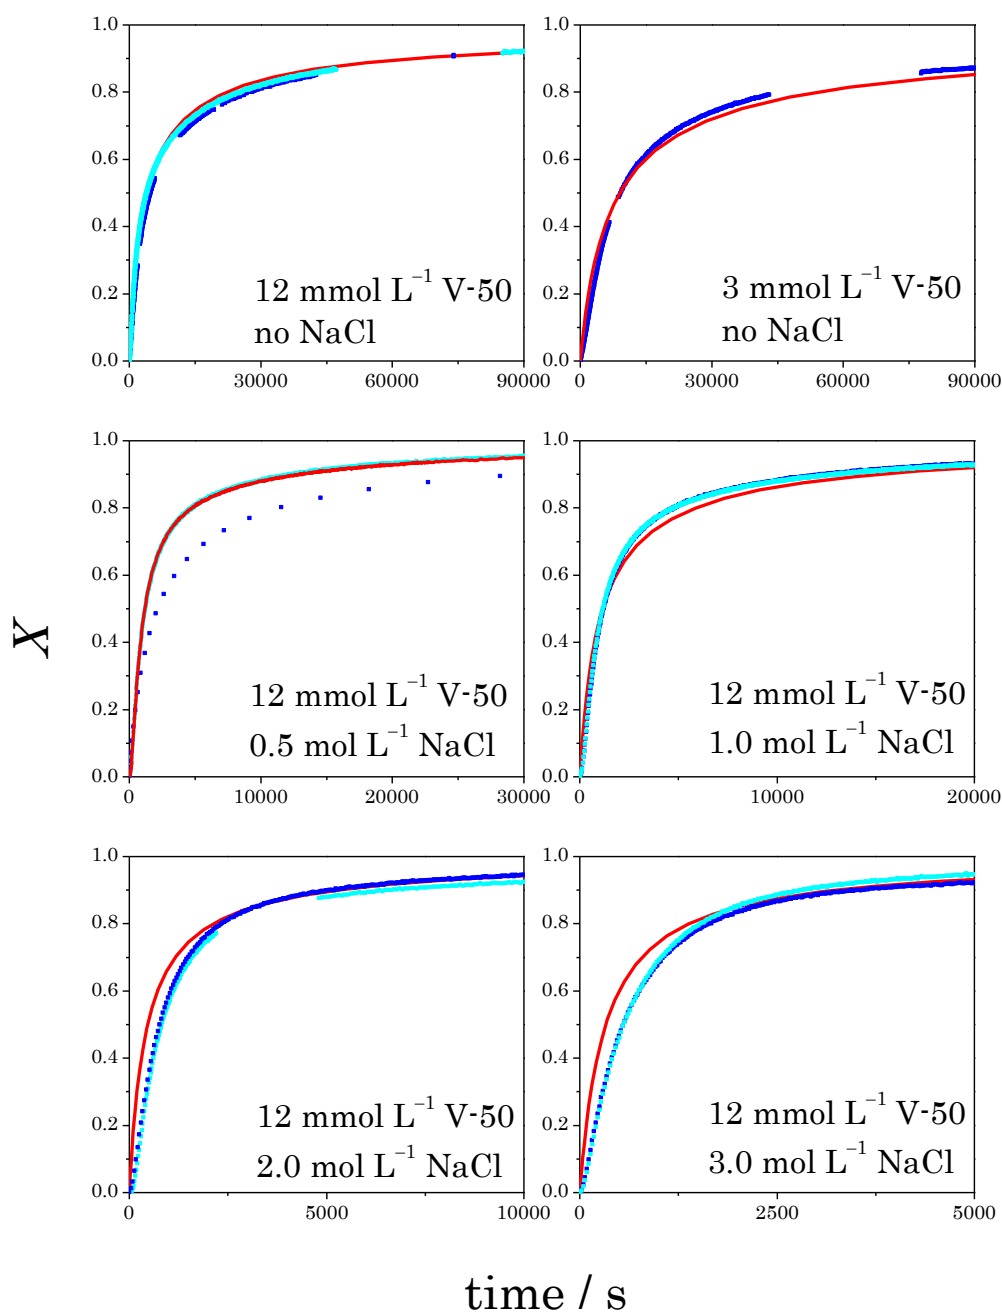 1.0
0.8
0.6
0.4
0.2
0.0
0 30000 60000 90000
12 mmol L⁻¹ V-50
no NaCl
1.0
0.8
0.6
0.4
0.2
0.0
0 30000 60000 90000
3 mmol L⁻¹ V-50
no NaCl
1.0
0.8
0.6
0.4
0.2
0.0
0 10000 20000 30000
12 mmol L⁻¹ V-50
0.5 mol L⁻¹ NaCl
1.0
0.8
0.6
0.4
0.2
0.0
0 10000 20000
12 mmol L⁻¹ V-50
1.0 mol L⁻¹ NaCl
X
1.0
0.8
0.6
0.4
0.2
0.0
0 5000 10000
12 mmol L⁻¹ V-50
2.0 mol L⁻¹ NaCl
1.0
0.8
0.6
0.4
0.2
0.0
0 2500 5000
12 mmol L⁻¹ V-50
3.0 mol L⁻¹ NaCl
time / s